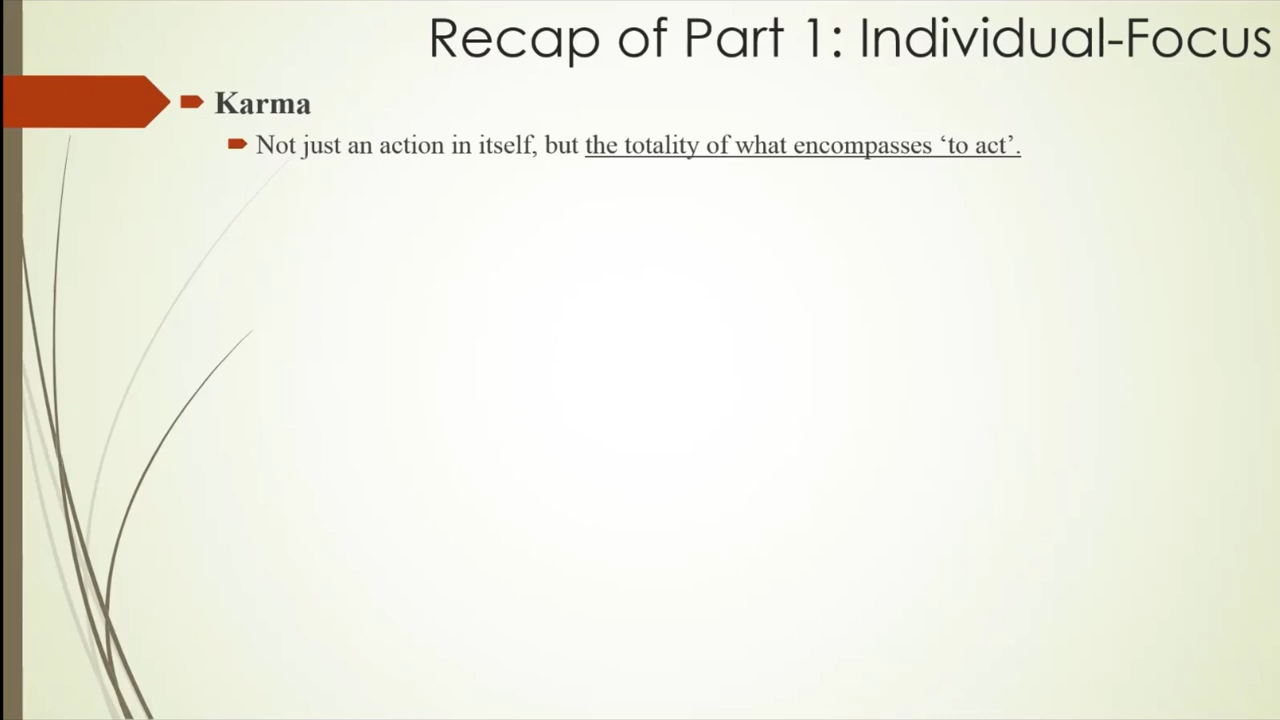 Recap of Part 1: Individual-Focus
Karma
Not just an action in itself, but the totality of what encompasses ‘to act’.